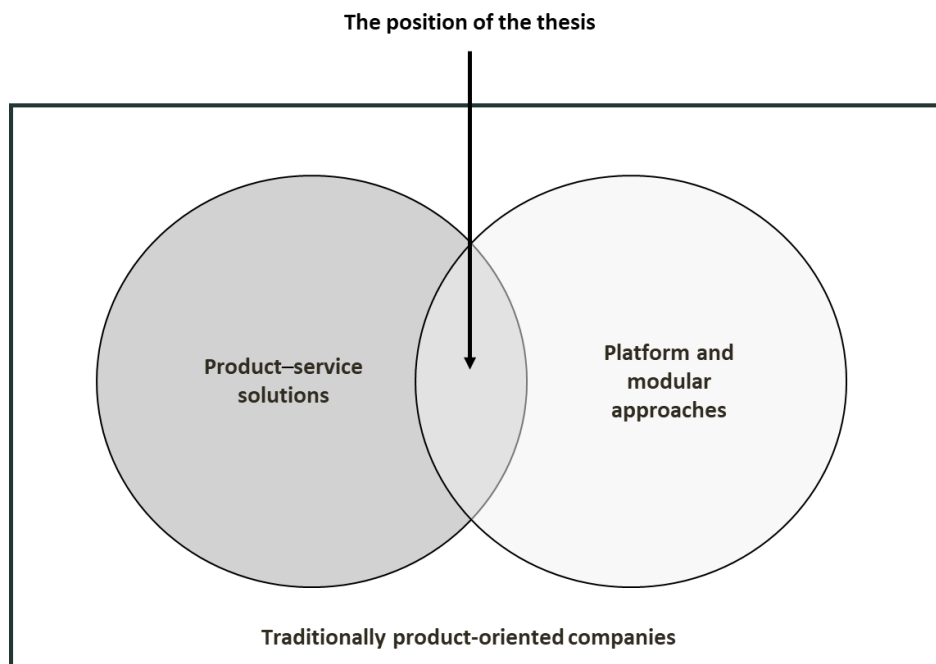 The position of the thesis
Product–service
solutions
Platform and
modular
approaches
Traditionally product-oriented companies